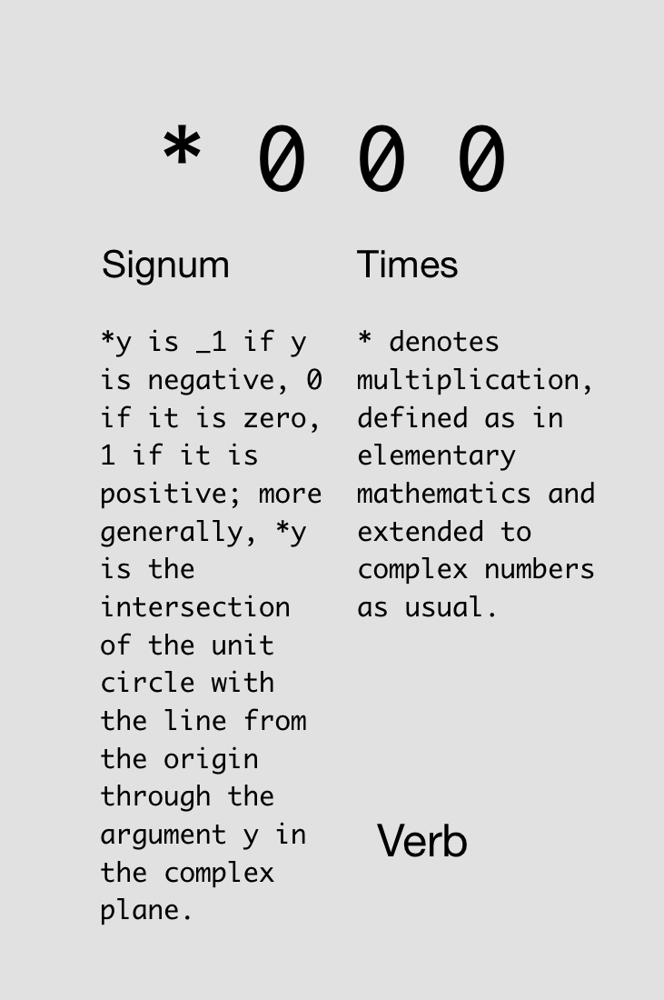 * 0 0 0
Signum
*y is _1 if y
is negative, 0
if it is zero,
1 if it is
positive; more
generally, *y
is the
intersection
of the unit
circle with
the line from
the origin
through the
argument y in
the complex
plane.
Times
* denotes
multiplication,
defined as in
elementary
mathematics and
extended to
complex numbers
as usual.
Verb